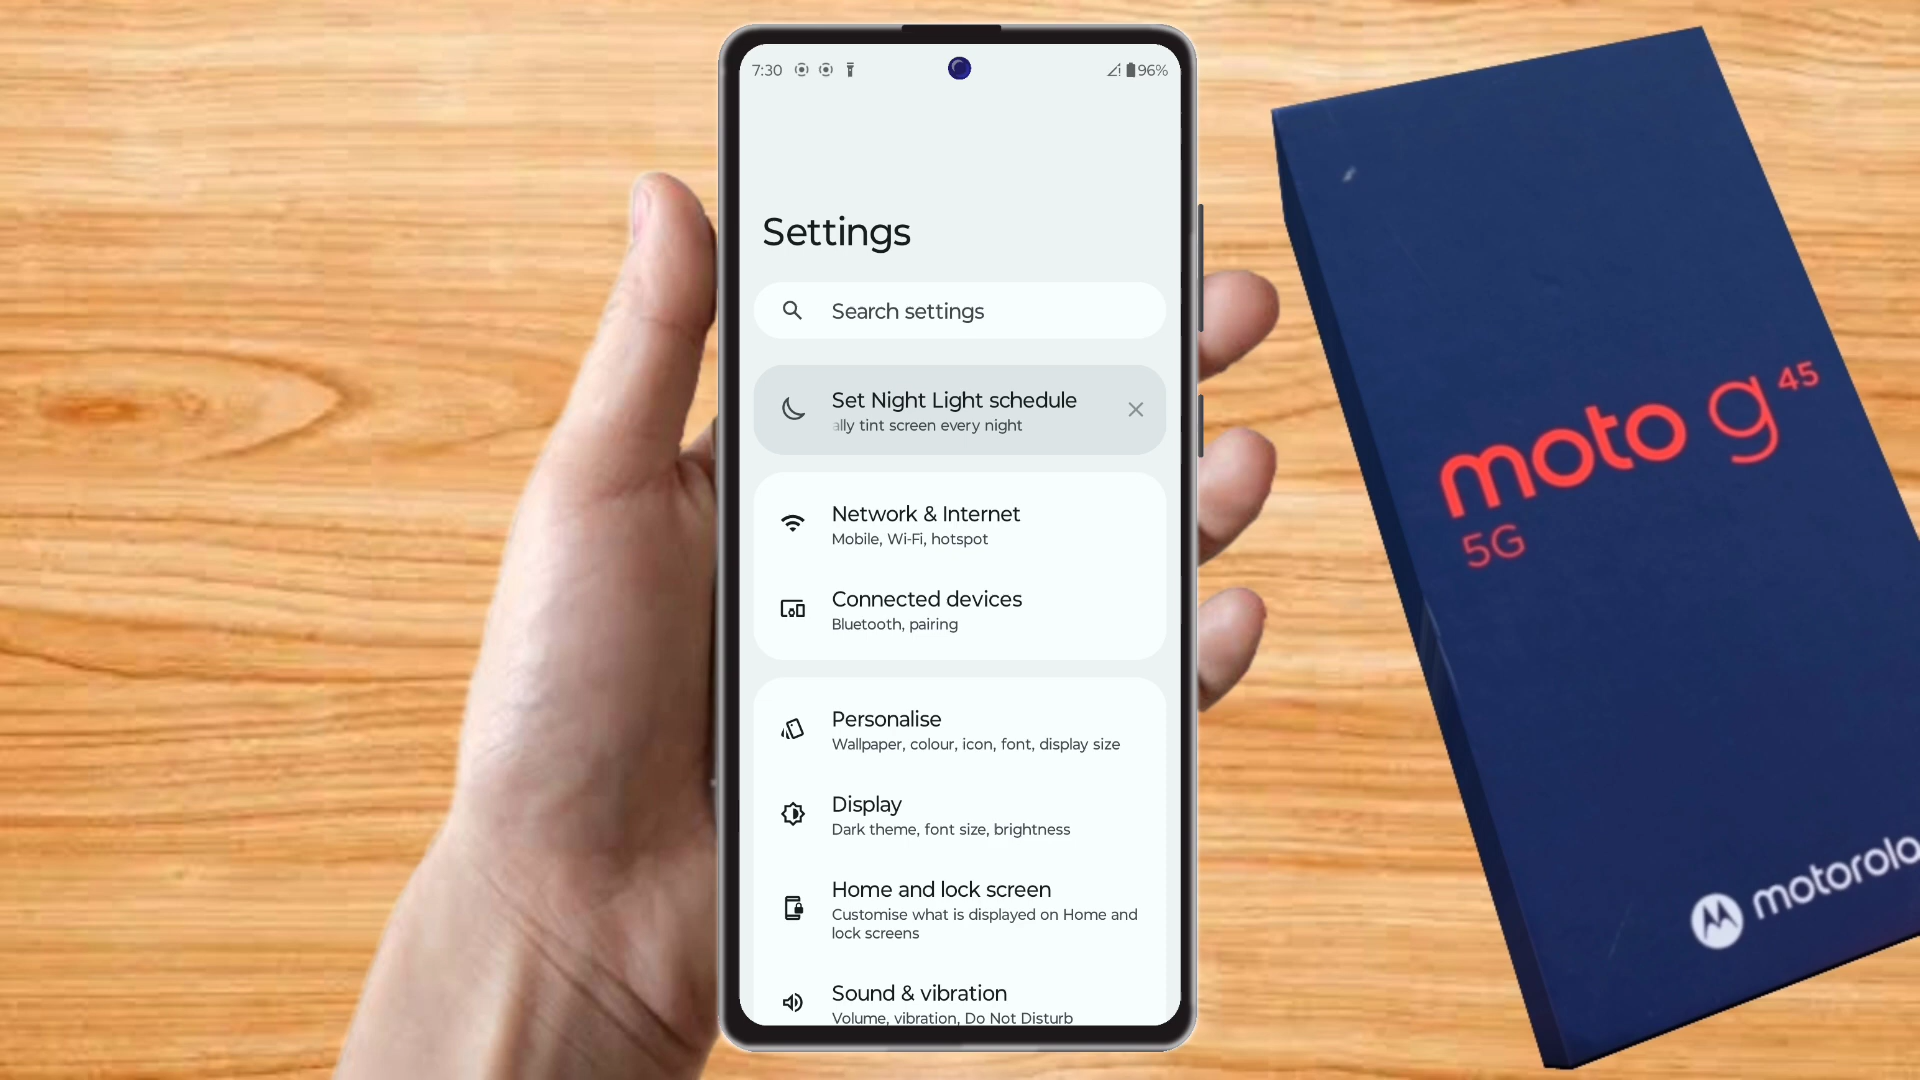 7:30
96%
Settings
Search settings
Set Night Light schedule
ally tint screen every night
Network & Internet
Mobile, Wi-Fi, hotspot
Connected devices
Bluetooth, pairing
Personalise
Wallpaper, colour, icon, font, display size
Display
Dark theme, font size, brightness
Home and lock screen
Customise what is displayed on Home and
lock screens
Sound & vibration
Volume, vibration, Do Not Disturb
moto g 45
5G
motorola